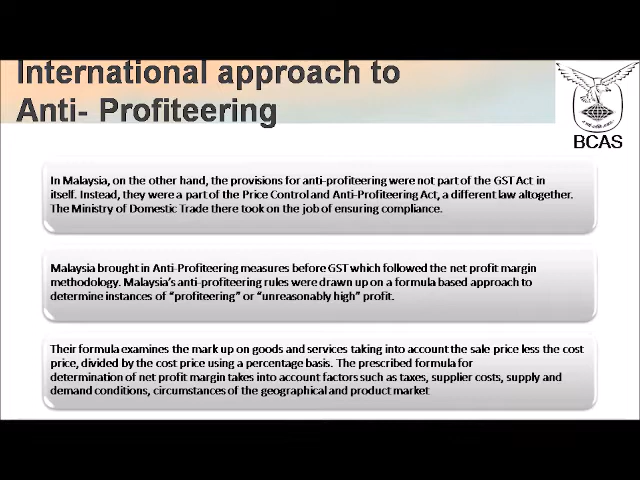 International approach to
Anti- Profiteering
BCAS
In Malaysia, on the other hand, the provisions for anti-profiteering were not part of the GST Act in
itself. Instead, they were a part of the Price Control and Anti-Profiteering Act, a different law altogether.
The Ministry of Domestic Trade there took on the job of ensuring compliance.
Malaysia brought in Anti-Profiteering measures before GST which followed the net profit margin
methodology. Malaysia's anti-profiteering rules were drawn up on a formula based approach to
determine instances of “profiteering” or “unreasonably high” profit.
Their formula examines the mark up on goods and services taking into account the sale price less the cost
price, divided by the cost price using a percentage basis. The prescribed formula for
determination of net profit margin takes into account factors such as taxes, supplier costs, supply and
demand conditions, circumstances of the geographical and product market